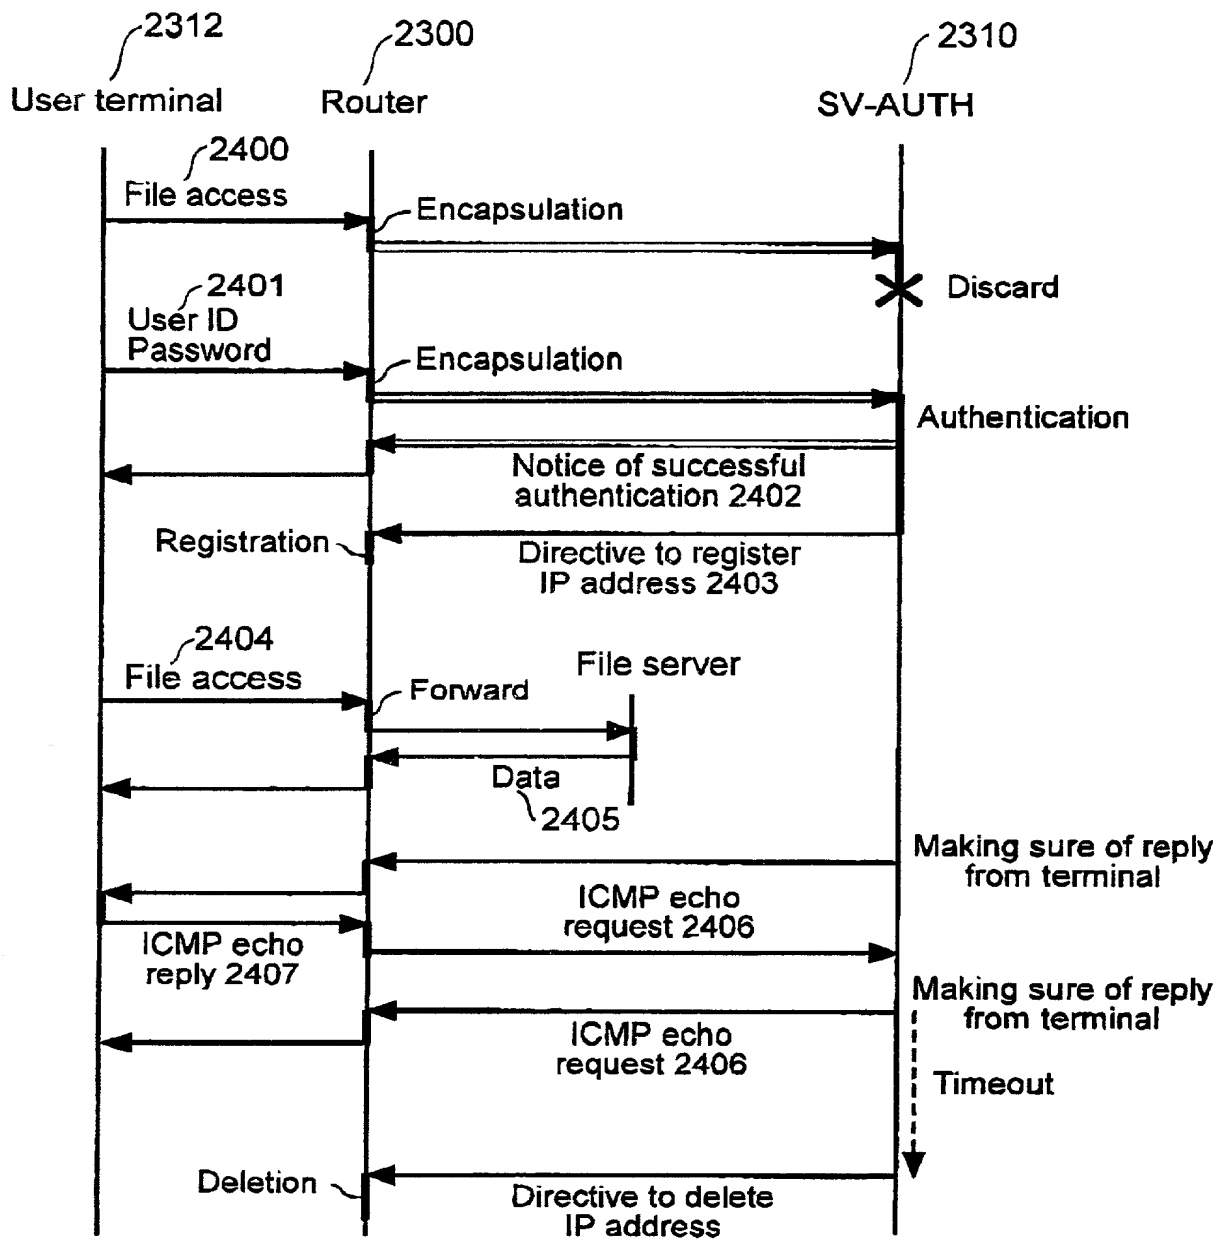 2312
2300
2310
User terminal
Router
SV-AUTH
2400
File access
Encapsulation
2401
Discard
User ID
Password
Encapsulation
Authentication
Notice of successful
authentication 2402
Registration
Directive to register
IP address 2403
2404
File access
File server
Forward
Data
2405
Making sure of reply
from terminal
ICMP echo
request 2406
ICMP echo
reply 2407
Making sure of reply
from terminal
ICMP echo
request 2406
Timeout
Deletion
Directive to delete
IP address